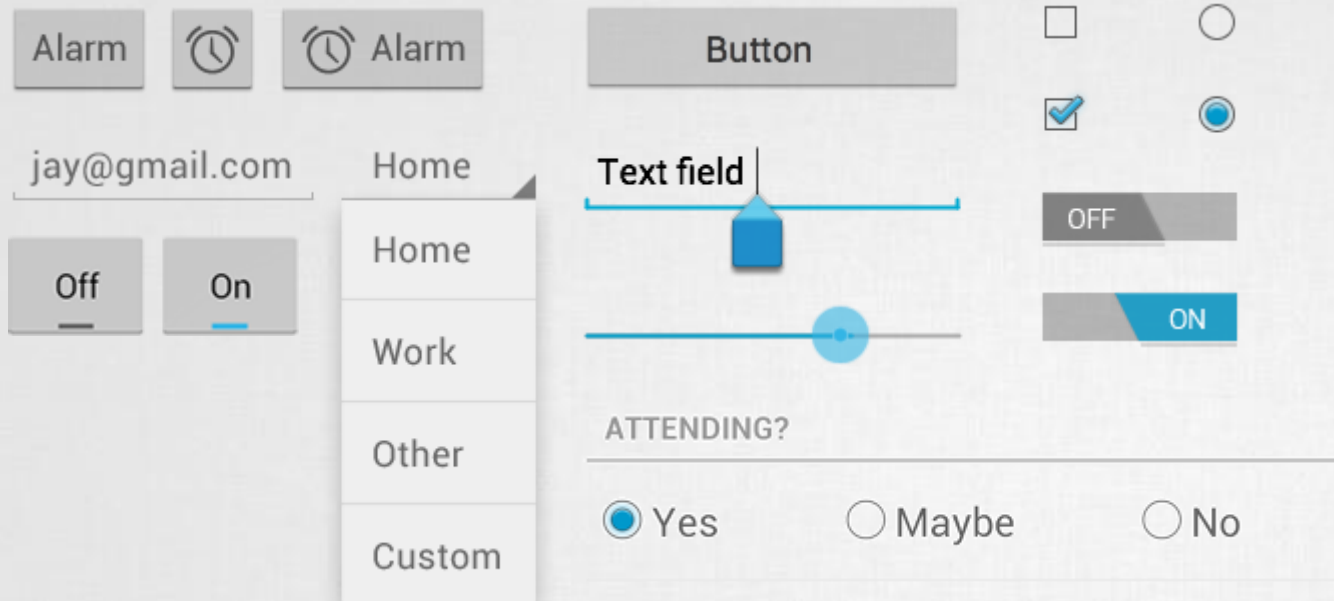 Alarm
Alarm
Button
jay@gmail.com
Home
Text field
OFF
Off
On
Home
Work
Other
Custom
ON
ATTENDING?
Yes
Maybe
No